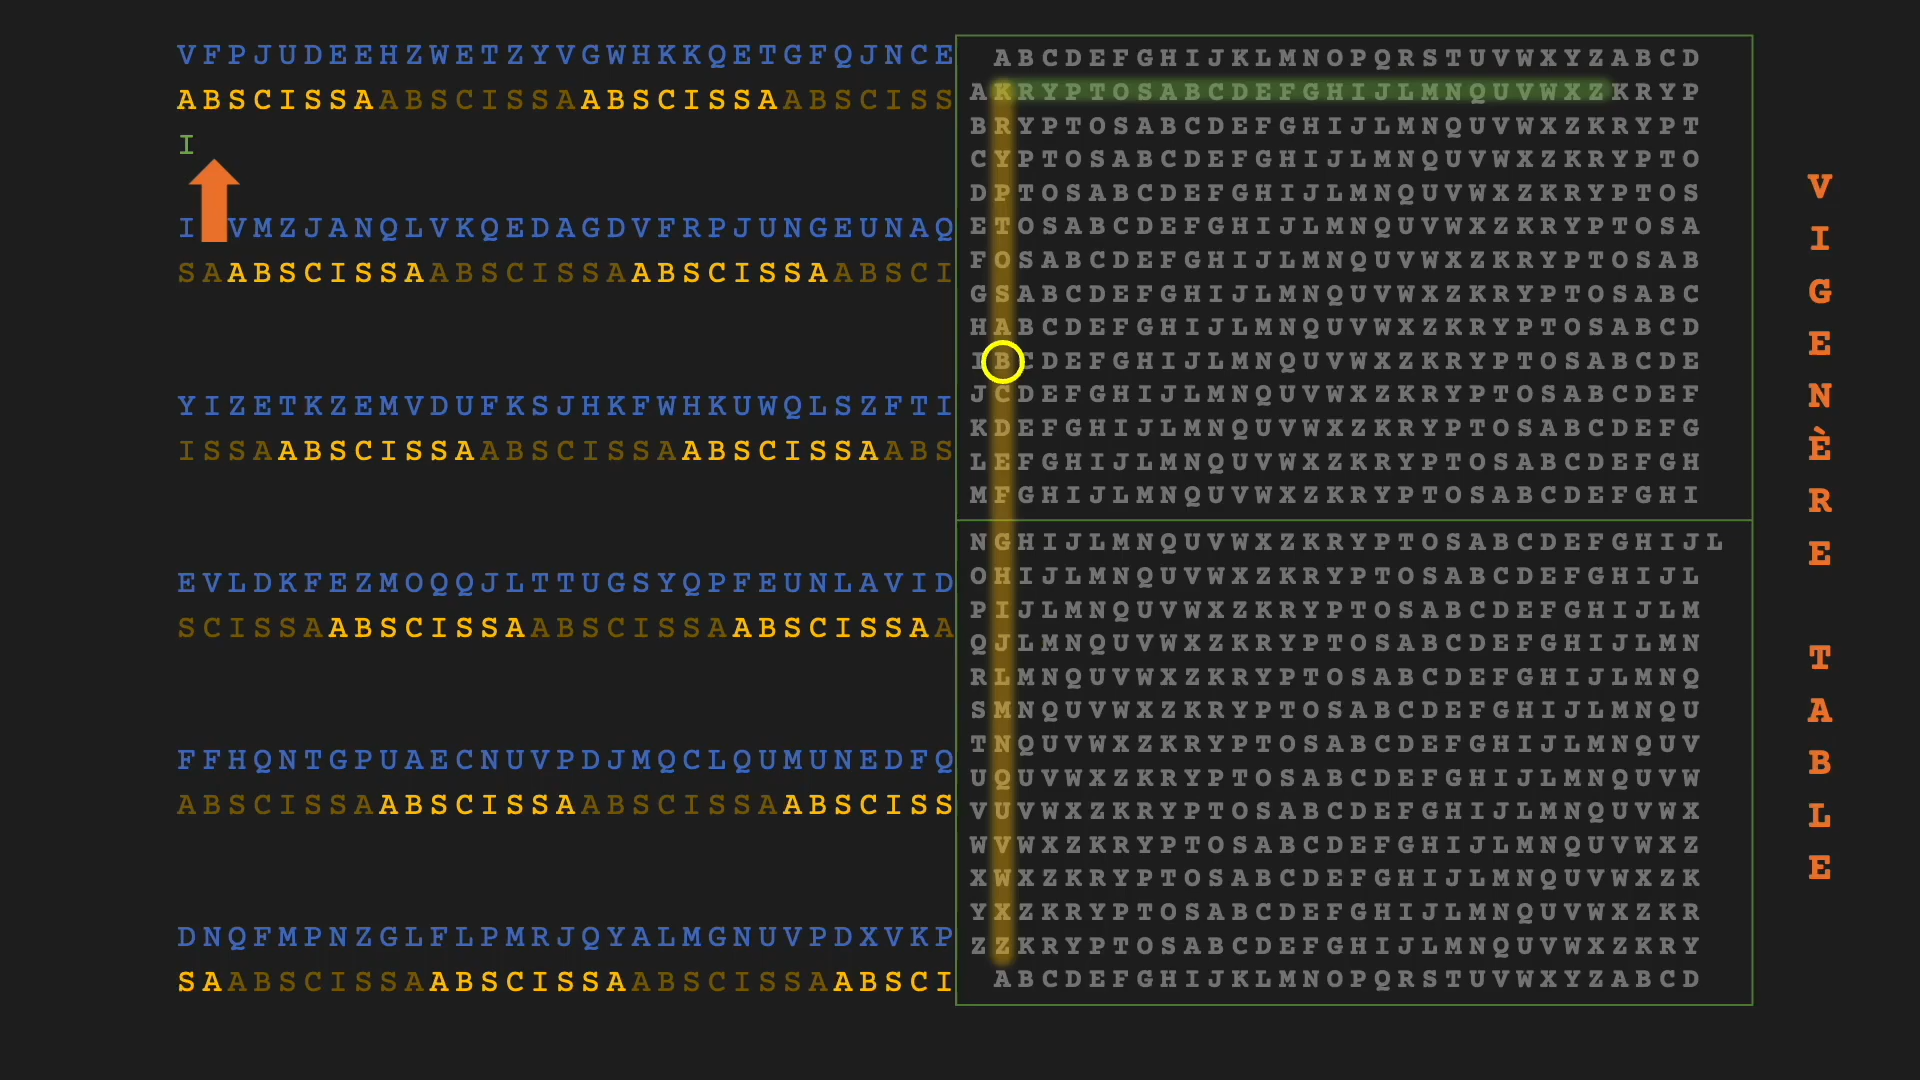 VFPJUDEEHZWETZYVGWHKKQETGFQJNCE
ABSCISSAABSCISSAABSCISSAABSCISS
I
I VMZJANQLVKQEDAGDVFRPJUNGEUNAQ
SAABSCISSAABSCISSAABSCISSAABSCI
YIZETKZEMVDUFKSJHKFWHKUWQLSZFTI
ISSAABSCISSAABSCISSAABSCISSAABS
EVLDKFEZMOQQJLTTUGSYQPFEUNLAVID
SCISSAABSCISSAABSCISSAABSCISSAA
FFHQNTGPUAECNUVPDJMQCLQUMUNEDFQ
ABSCISSAABSCISSAABSCISSAABSCISS
DNQFMPNZGLFLPMRJQYALMGNUVPDXVKP
SAABSCISSAABSCISSAABSCISSAABSCI
ABCDEFGHIJKLMNOPQRSTUVWXYZABCD
AKRYPTOSABCDEFGHIJLMNQUVWXZKRYP
BRYPTOSABCDEFGHIJLMNQUVWXZKRYPT
CYPTOSABCDEFGHIJLMNQUVWXZKRYPTO
DPTOSABCDEFGHIJLMNQUVWXZKRYPTOS
ETOSABCDEFGHIJLMNQUVWXZKRYPTOSA
FOSABCDEFGHIJLMNQUVWXZKRYPTOSAB
GSABCDEFGHIJLMNQUVWXZKRYPTOSABC
HABCDEFGHIJLMNQUVWXZKRYPTOSABCD
IBCDEFGHIJLMNQUVWXZKRYPTOSABCDE
JCDEFGHIJLMNQUVWXZKRYPTOSABCDEF
KDEFGHIJLMNQUVWXZKRYPTOSABCDEFG
LEFGHIJLMNQUVWXZKRYPTOSABCDEFGH
MFGHIJLMNQUVWXZKRYPTOSABCDEFGHI
NGHIJLMNQUVWXZKRYPTOSABCDEFGHIJL
OHIJLMNQUVWXZKRYPTOSABCDEFGHIJL
PIJLMNQUVWXZKRYPTOSABCDEFGHIJLM
QJLMNQUVWXZKRYPTOSABCDEFGHIJLMN
RLMNQUVWXZKRYPTOSABCDEFGHIJLMNQ
SMNQUVWXZKRYPTOSABCDEFGHIJLMNQU
TNQUVWXZKRYPTOSABCDEFGHIJLMNQUV
UQUVWXZKRYPTOSABCDEFGHIJLMNQUVW
VUVWXZKRYPTOSABCDEFGHIJLMNQUVWX
WVWXZKRYPTOSABCDEFGHIJLMNQUVWXZ
XWXZKRYPTOSABCDEFGHIJLMNQUVWXZK
YXZKRYPTOSABCDEFGHIJLMNQUVWXZKR
ZZKRYPTOSABCDEFGHIJLMNQUVWXZKRY
ABCDEFGHIJKLMNOPQRSTUVWXYZABCD
VIGENÈRE TABLE